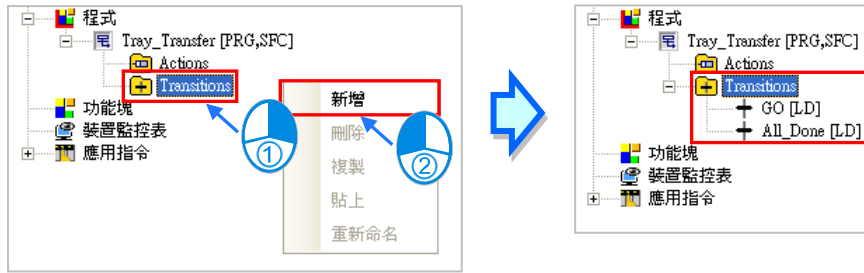 程式
Tray_Transfer [PRG,SFC]
Actions
Transitions
功能塊
裝置監控表
應用指令
新增
刪除
複製
貼上
重新命名
①
②
程式
Tray_Transfer [PRG,SFC]
Actions
Transitions
GO [LD]
All_Done [LD]
功能塊
裝置監控表
應用指令